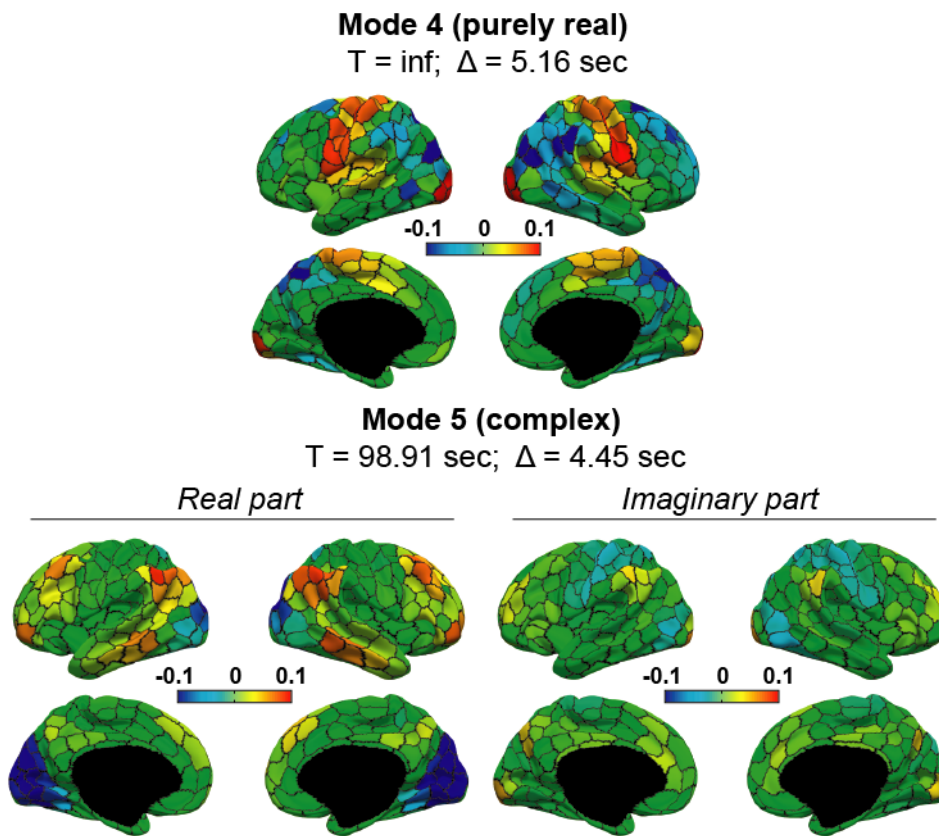 Mode 4 (purely real)
T = inf; Δ = 5.16 sec
-0.1 0 0.1
Mode 5 (complex)
T = 98.91 sec; Δ = 4.45 sec
Real part Imaginary part
-0.1 0 0.1 -0.1 0 0.1